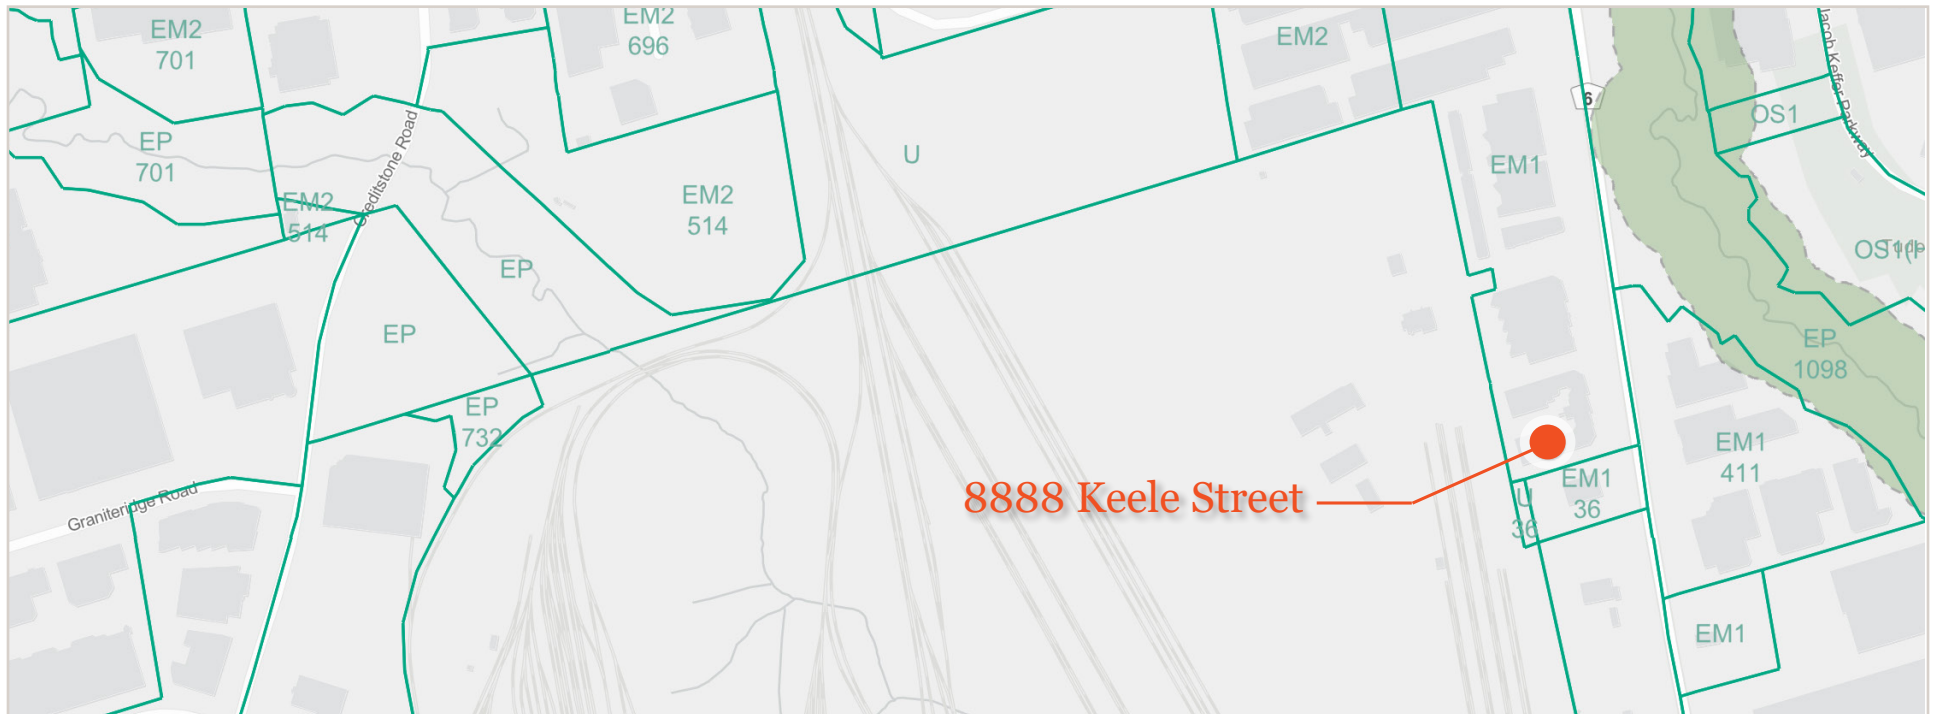 EM2
701
EM2
696
EM2
6
Jacob Keffer Parkway
OS1
EP
701
U
EM1
EM2
514
Creditstone Road
EM2
514
OS1(H
EP
EP
EP
1098
EP
732
EM1
411
8888 Keele Street
EM1
36
U
36
Graniteridge Road
EM1